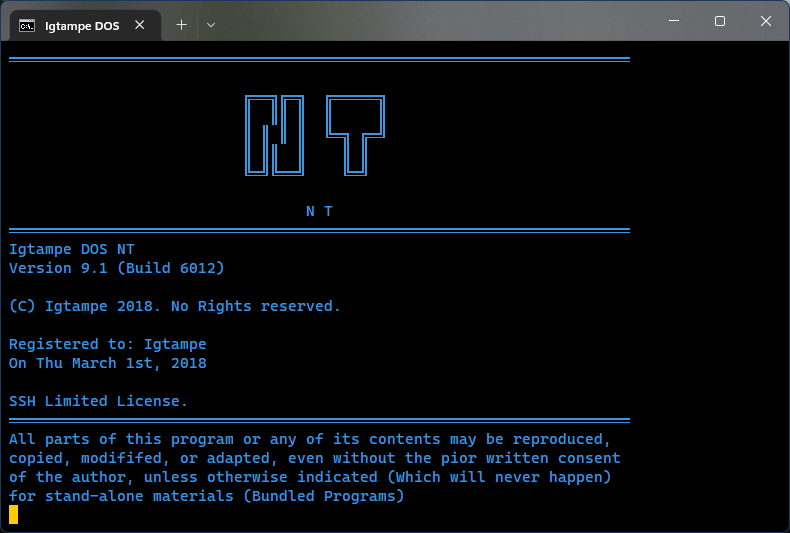 Igtampe DOS
NT
N T
Igtampe DOS NT
Version 9.1 (Build 6012)
(C) Igtampe 2018. No Rights reserved.
Registered to: Igtampe
On Thu March 1st, 2018
SSH Limited License.
All parts of this program or any of its contents may be reproduced,
copied, modififed, or adapted, even without the pior written consent
of the author, unless otherwise indicated (Which will never happen)
for stand-alone materials (Bundled Programs)